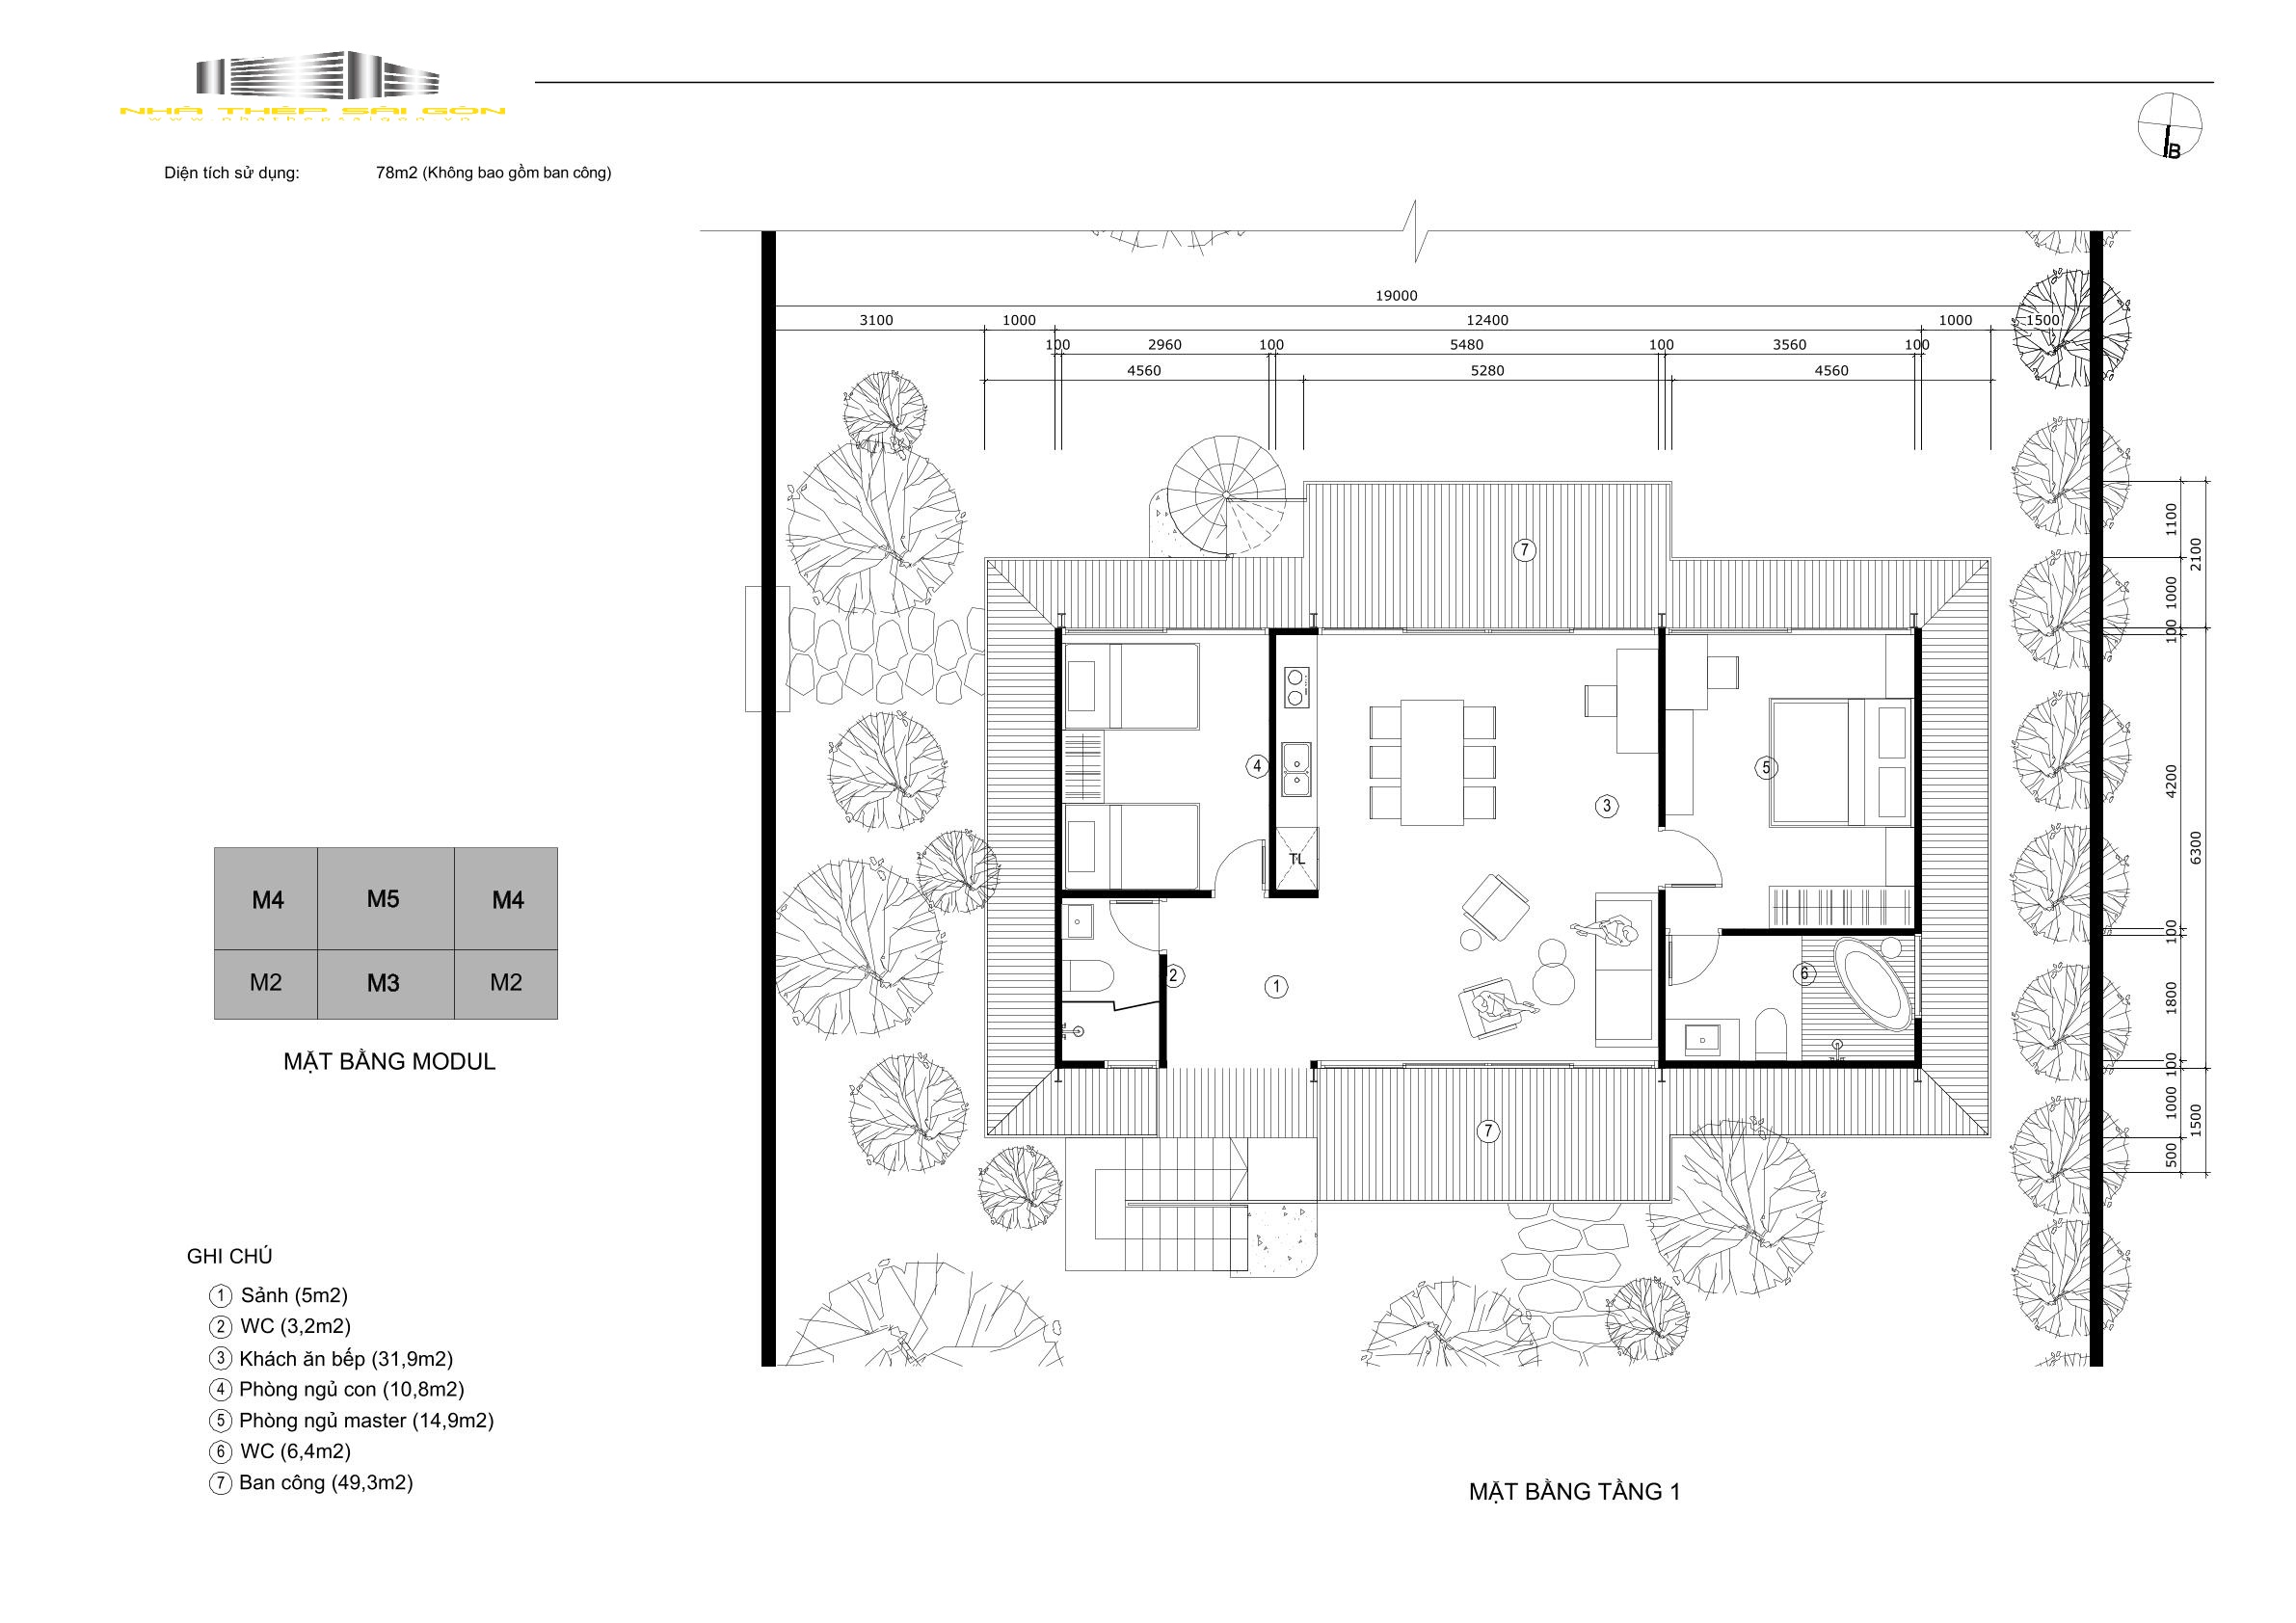 NHÀ THÉP SÀI GÒN
www.nhathepsaigon.vn
B
Diện tích sử dụng: 78m2 (Không bao gồm ban công)
19000
3100 1000 12400 1000 1500
100 2960 100 5480 100 3560 100
4560 5280 4560
1100
2100
1000
100
4200
6300
100
1800
100
1000
1500
500
7
4
5
3
TL
2
1
6
7
M4 M5 M4
M2 M3 M2
MẶT BẰNG MODUL
GHI CHÚ
1 Sảnh (5m2)
2 WC (3,2m2)
3 Khách ăn bếp (31,9m2)
4 Phòng ngủ con (10,8m2)
5 Phòng ngủ master (14,9m2)
6 WC (6,4m2)
7 Ban công (49,3m2)
MẶT BẰNG TẦNG 1